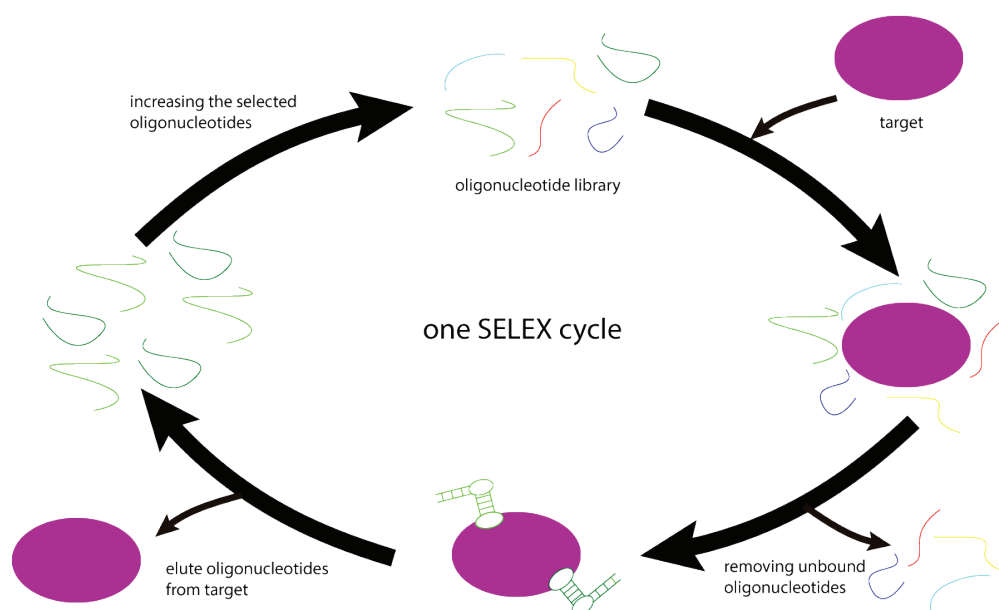 increasing the selected
oligonucleotides
target
oligonucleotide library
one SELEX cycle
elute oligonucleotides
from target
removing unbound
oligonucleotides